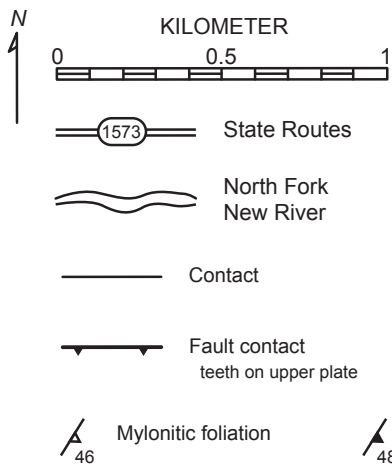 N
KILOMETER
0 0.5 1
1573 State Routes
North Fork
New River
Contact
Fault contact
teeth on upper plate
46 Mylonitic foliation 48